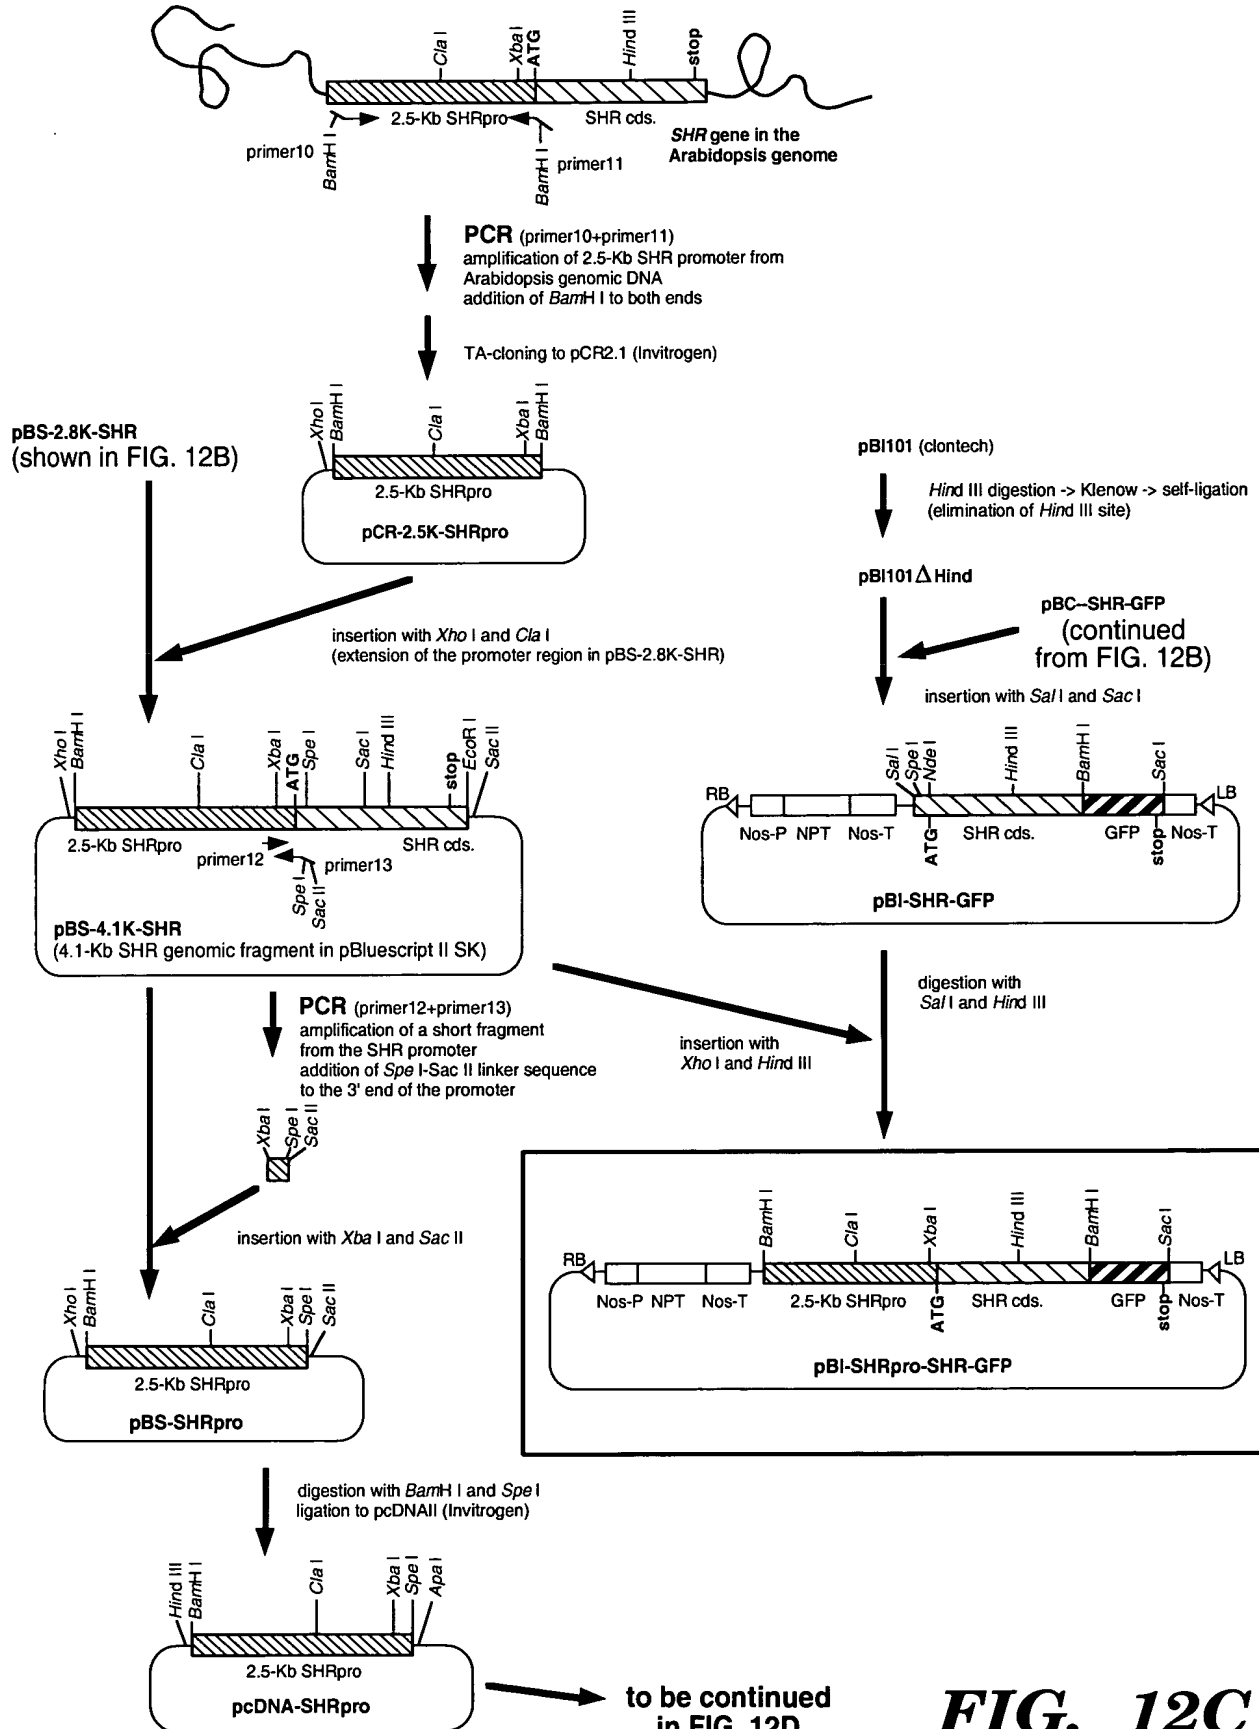 Cla I
Xba I
ATG
Hind III
stop
2.5-Kb SHRpro
SHR cds.
primer10
BamH I
BamH I
primer11
SHR gene in the
Arabidopsis genome
PCR (primer10+primer11)
amplification of 2.5-Kb SHR promoter from
Arabidopsis genomic DNA
addition of BamH I to both ends
TA-cloning to pCR2.1 (Invitrogen)
pBS-2.8K-SHR
(shown in FIG. 12B)
Xho I
BamH I
Cla I
Xba I
BamH I
2.5-Kb SHRpro
pCR-2.5K-SHRpro
pBI101 (clontech)
Hind III digestion -> Klenow -> self-ligation
(elimination of Hind III site)
pBI101 Δ Hind
pBC--SHR-GFP
(continued
from FIG. 12B)
insertion with Xho I and Cla I
(extension of the promoter region in pBS-2.8K-SHR)
insertion with Sal I and Sac I
Xho I
BamH I
Cla I
Xba I
ATG
Spe I
Sac I
Hind III
stop
EcoR I
Sac II
2.5-Kb SHRpro
SHR cds.
primer12
primer13
Spe I
Sac II
pBS-4.1K-SHR
(4.1-Kb SHR genomic fragment in pBluescript II SK)
Sal I
Spe I
Nde I
Hind III
BamH I
Sac I
RB
LB
Nos-P
NPT
Nos-T
ATG
SHR cds.
GFP
stop
Nos-T
pBI-SHR-GFP
digestion with
Sal I and Hind III
PCR (primer12+primer13)
amplification of a short fragment
from the SHR promoter
addition of Spe I-Sac II linker sequence
to the 3' end of the promoter
insertion with
Xho I and Hind III
Xba I
Spe I
Sac II
insertion with Xba I and Sac II
BamH I
Cla I
Xba I
Hind III
BamH I
Sac I
RB
LB
Nos-P
NPT
Nos-T
2.5-Kb SHRpro
ATG
SHR cds.
GFP
stop
Nos-T
pBI-SHRpro-SHR-GFP
Xho I
BamH I
Cla I
Xba I
Spe I
Sac II
2.5-Kb SHRpro
pBS-SHRpro
digestion with BamH I and Spe I
ligation to pcDNAII (Invitrogen)
Hind III
BamH I
Cla I
Xba I
Spe I
Apa I
2.5-Kb SHRpro
pcDNA-SHRpro
to be continued
in FIG. 12D
FIG. 12C